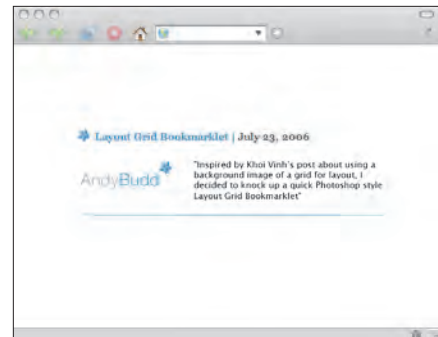 Layout Grid Bookmarklet | July 23, 2006
"Inspired by Khoi Vinh's post about using a
background image of a grid for layout, I
decided to knock up a quick Photoshop style
Layout Grid Bookmarklet"
AndyBudd